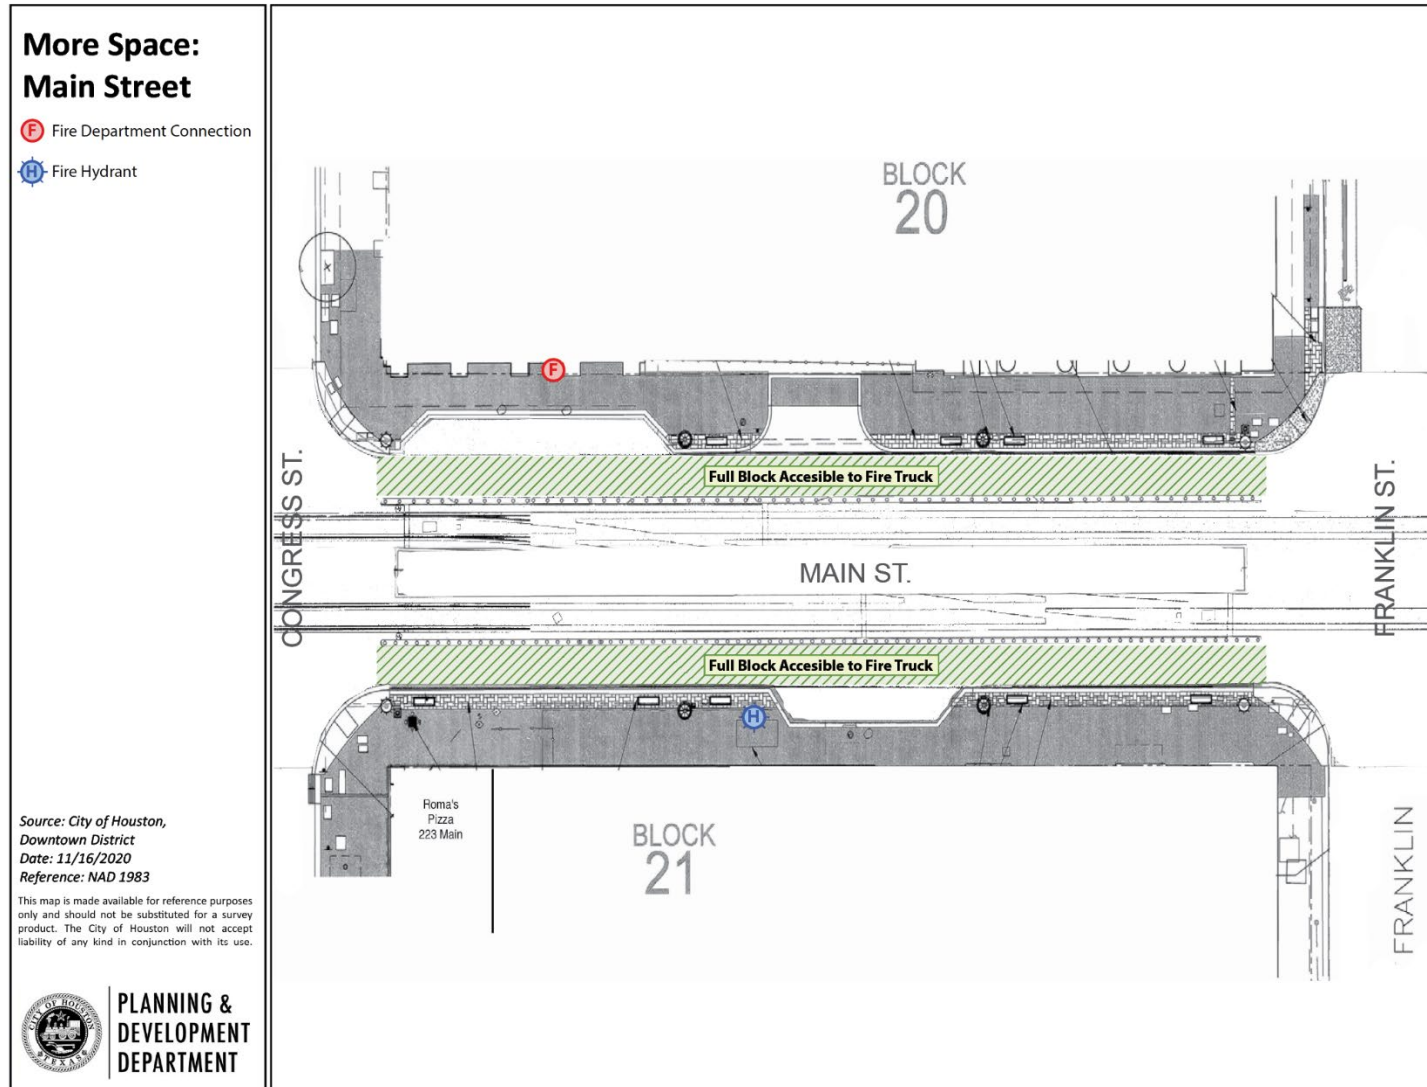 More Space:
Main Street
F Fire Department Connection
H Fire Hydrant
BLOCK
20
F
Full Block Accesible to Fire Truck
CONGRESS ST.
MAIN ST.
FRANKLIN ST.
Full Block Accesible to Fire Truck
H
Roma's
Pizza
223 Main
BLOCK
21
FRANKLIN
Source: City of Houston,
Downtown District
Date: 11/16/2020
Reference: NAD 1983
This map is made available for reference purposes
only and should not be substituted for a survey
product. The City of Houston will not accept
liability of any kind in conjunction with its use.
CITY OF HOUSTON
TEXAS
PLANNING &
DEVELOPMENT
DEPARTMENT